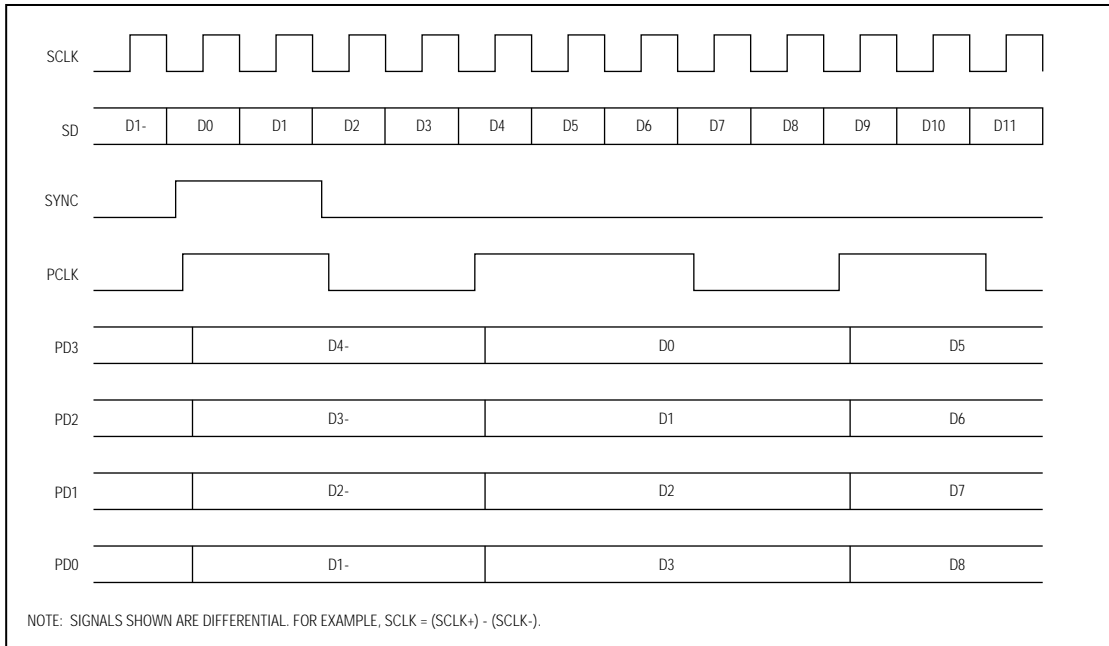 SCLK
SD D1- D0 D1 D2 D3 D4 D5 D6 D7 D8 D9 D10 D11
SYNC
PCLK
PD3 D4- D0 D5
PD2 D3- D1 D6
PD1 D2- D2 D7
PD0 D1- D3 D8
NOTE: SIGNALS SHOWN ARE DIFFERENTIAL. FOR EXAMPLE, SCLK = (SCLK+) - (SCLK-).